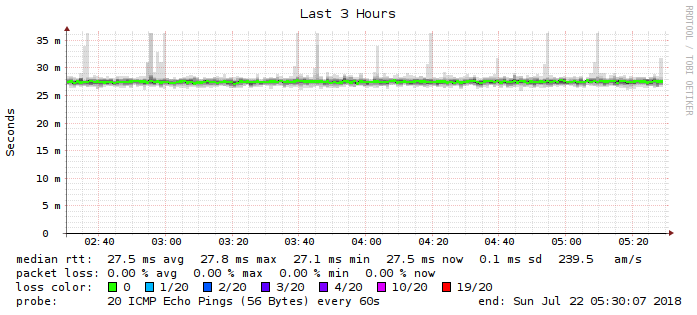 Last 3 Hours
RRDTOOL / TOBI OETIKER
Seconds
35 m
30 m
25 m
20 m
15 m
10 m
5 m
0
02:40 03:00 03:20 03:40 04:00 04:20 04:40 05:00 05:20
median rtt: 27.5 ms avg 27.8 ms max 27.1 ms min 27.5 ms now 0.1 ms sd 239.5 am/s
packet loss: 0.00 % avg 0.00 % max 0.00 % min 0.00 % now
loss color: 0 1/20 2/20 3/20 4/20 10/20 19/20
probe: 20 ICMP Echo Pings (56 Bytes) every 60s end: Sun Jul 22 05:30:07 2018